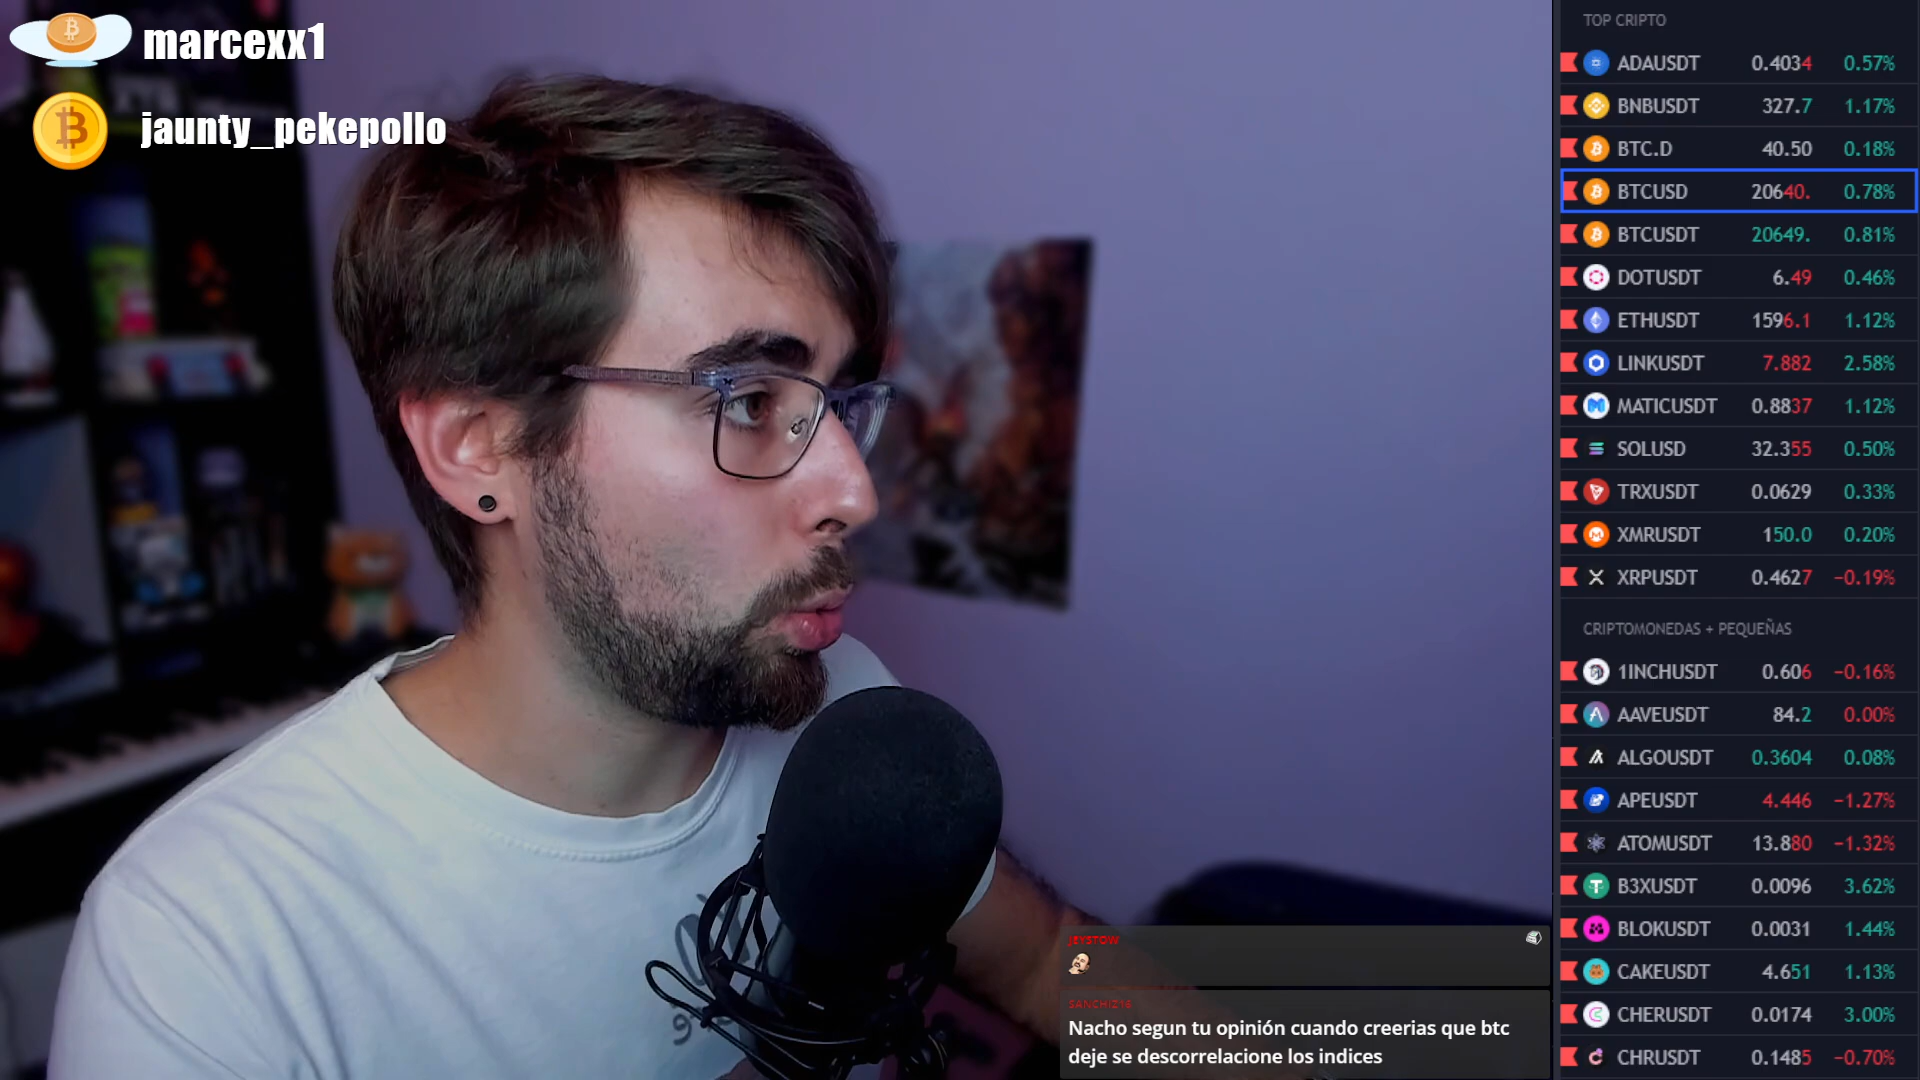 marcexx1
jaunty_pekepollo
TOP CRIPTO
ADAUSDT 0.4034 0.57%
BNBUSDT 327.7 1.17%
BTC.D 40.50 0.18%
BTCUSD 20640. 0.78%
BTCUSDT 20649. 0.81%
DOTUSDT 6.49 0.46%
ETHUSDT 1596.1 1.12%
LINKUSDT 7.882 2.58%
MATICUSDT 0.8837 1.12%
SOLUSD 32.355 0.50%
TRXUSDT 0.0629 0.33%
XMRUSDT 150.0 0.20%
XRPUSDT 0.4627 −0.19%
CRIPTOMONEDAS + PEQUEÑAS
1INCHUSDT 0.606 −0.16%
AAVEUSDT 84.2 0.00%
ALGOUSDT 0.3604 0.08%
APEUSDT 4.446 −1.27%
ATOMUSDT 13.880 −1.32%
B3XUSDT 0.0096 3.62%
BLOKUSDT 0.0031 1.44%
CAKEUSDT 4.651 1.13%
CHERUSDT 0.0174 3.00%
CHRUSDT 0.1485 −0.70%
JEYSTOW
SANCHIZ16
Nacho segun tu opinión cuando creerias que btc
deje se descorrelacione los indices